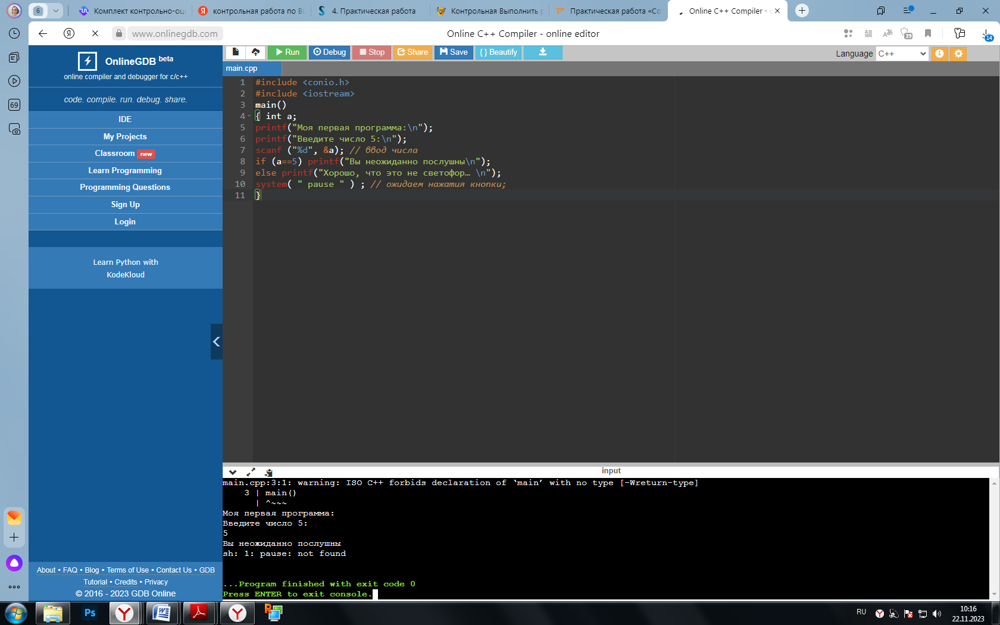 6
Комплект контрольно-оце
контрольная работа по BL
4. Практическая работа
Контрольная Выполнить р
Практическая работа «Со
Online C++ Compiler - o
www.onlinegdb.com
Online C++ Compiler - online editor
39
14
69
OnlineGDB beta
online compiler and debugger for c/c++
code. compile. run. debug. share.
IDE
My Projects
Classroom new
Learn Programming
Programming Questions
Sign Up
Login
Learn Python with
KodeKloud
About • FAQ • Blog • Terms of Use • Contact Us • GDB
Tutorial • Credits • Privacy
© 2016 - 2023 GDB Online
Run
Debug
Stop
Share
Save
{ } Beautify
Language C++
main.cpp
1 #include <conio.h>
2 #include <iostream>
3 main()
4 { int a;
5 printf("Моя первая программа:\n");
6 printf("Введите число 5:\n");
7 scanf ("%d", &a); // ввод числа
8 if (a==5) printf("Вы неожиданно послушны\n");
9 else printf("Хорошо, что это не светофор… \n");
10 system( " pause " ) ; // ожидаем нажатия кнопки;
11 }
input
main.cpp:3:1: warning: ISO C++ forbids declaration of ‘main’ with no type [-Wreturn-type]
3 | main()
| ^~~~
Моя первая программа:
Введите число 5:
5
Вы неожиданно послушны
sh: 1: pause: not found
...Program finished with exit code 0
Press ENTER to exit console.
Ps
RU
10:16
22.11.2023